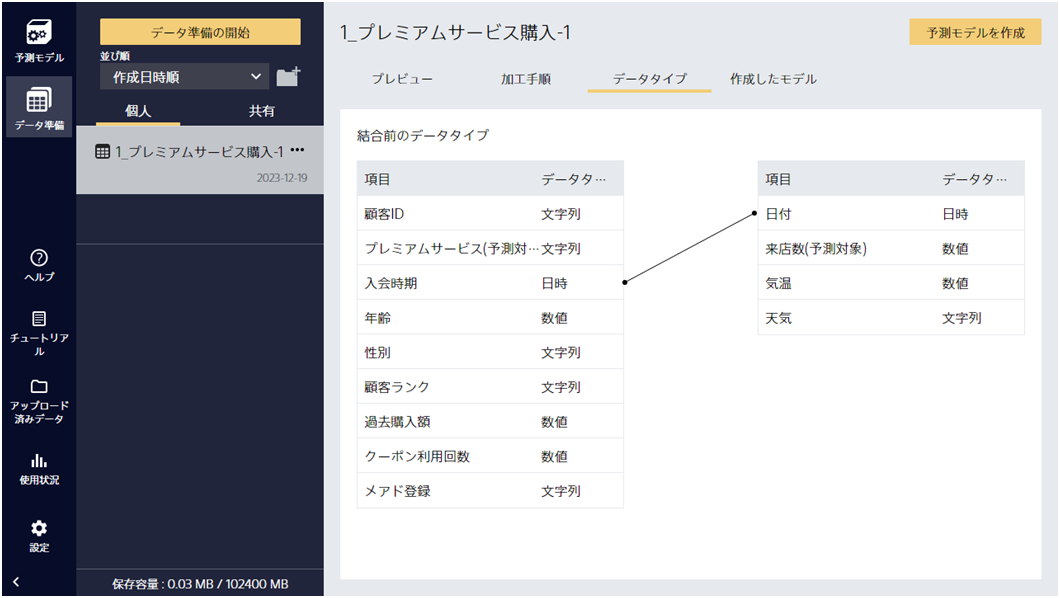 予測モデル
データ準備
ヘルプ
チュートリア
ル
アップロード
済みデータ
使用状況
設定
データ準備の開始
並び順
作成日時順
個人 共有
1_プレミアムサービス購入-1 •••
2023-12-19
保存容量 : 0.03 MB / 102400 MB
1_プレミアムサービス購入-1
予測モデルを作成
プレビュー 加工手順 データタイプ 作成したモデル
結合前のデータタイプ
項目 データタ…
顧客ID 文字列
プレミアムサービス(予測対… 文字列
入会時期 日時
年齢 数値
性別 文字列
顧客ランク 文字列
過去購入額 数値
クーポン利用回数 数値
メアド登録 文字列
項目 データタ…
日付 日時
来店数(予測対象) 数値
気温 数値
天気 文字列